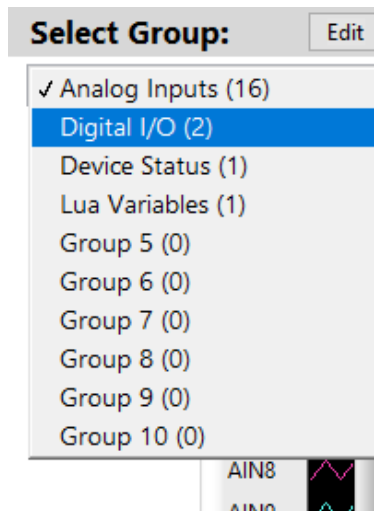 Select Group: Edit
✓ Analog Inputs (16)
Digital I/O (2)
Device Status (1)
Lua Variables (1)
Group 5 (0)
Group 6 (0)
Group 7 (0)
Group 8 (0)
Group 9 (0)
Group 10 (0)
AIN8